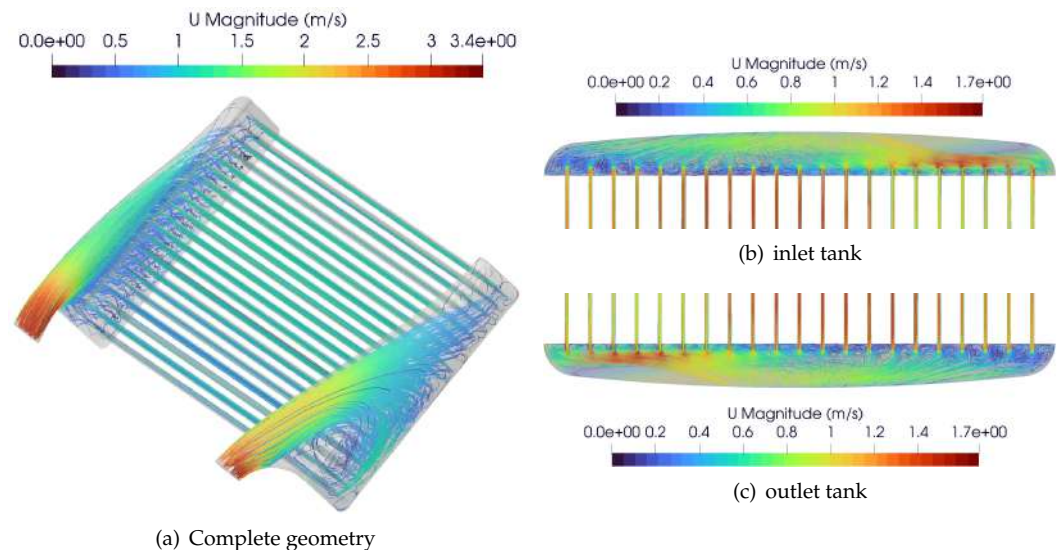 U Magnitude (m/s)
0.0e+00 0.5 1 1.5 2 2.5 3 3.4e+00
(a) Complete geometry
U Magnitude (m/s)
0.0e+00 0.2 0.4 0.6 0.8 1 1.2 1.4 1.7e+00
(b) inlet tank
U Magnitude (m/s)
0.0e+00 0.2 0.4 0.6 0.8 1 1.2 1.4 1.7e+00
(c) outlet tank